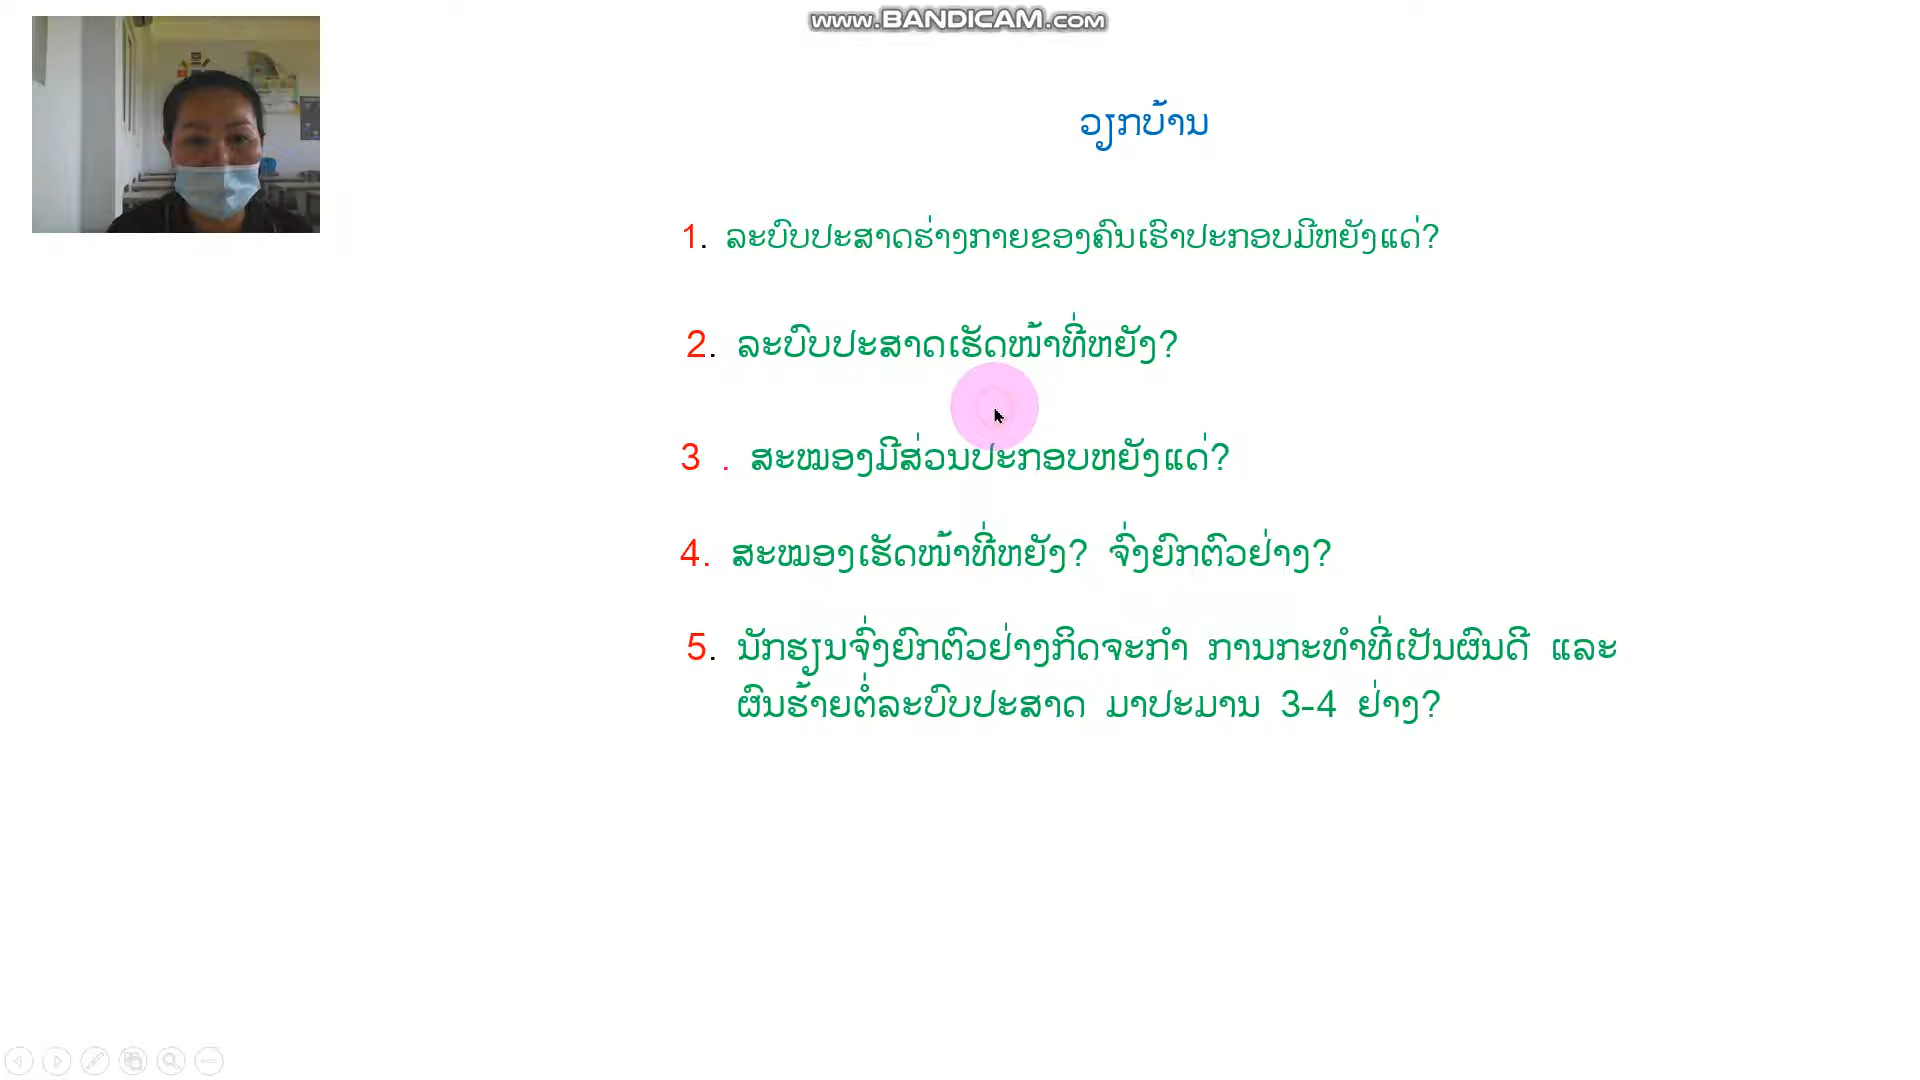 www.BANDICAM.com
ວຽກບ້ານ
1. ລະບົບປະສາດຮ່າງກາຍຂອງຄົນເຮົາປະກອບມີຫຍັງແດ່?
2. ລະບົບປະສາດເຮັດໜ້າທີ່ຫຍັງ?
3 . ສະໝອງມີສ່ວນປະກອບຫຍັງແດ່?
4. ສະໝອງເຮັດໜ້າທີ່ຫຍັງ? ຈົ່ງຍົກຕົວຢ່າງ?
5. ນັກຮຽນຈົ່ງຍົກຕົວຢ່າງກິດຈະກຳ ການກະທຳທີ່ເປັນຜົນດີ ແລະ
ຜົນຮ້າຍຕໍ່ລະບົບປະສາດ ມາປະມານ 3-4 ຢ່າງ?